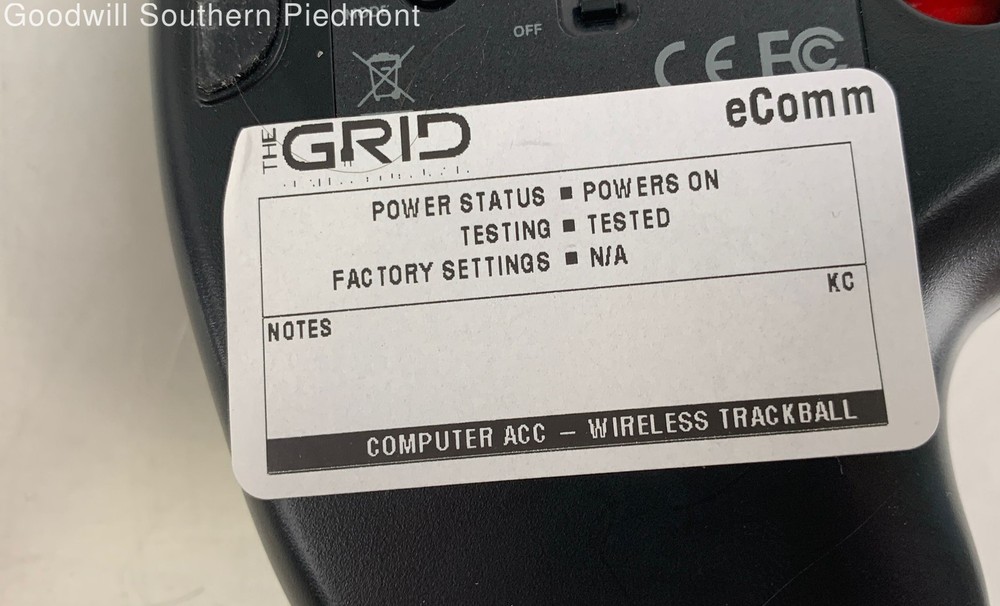 Goodwill Southern Piedmont
OFF
CE FC
THE GRID
eComm
POWER STATUS ■ POWERS ON
TESTING ■ TESTED
FACTORY SETTINGS ■ N/A
KC
NOTES
COMPUTER ACC – WIRELESS TRACKBALL